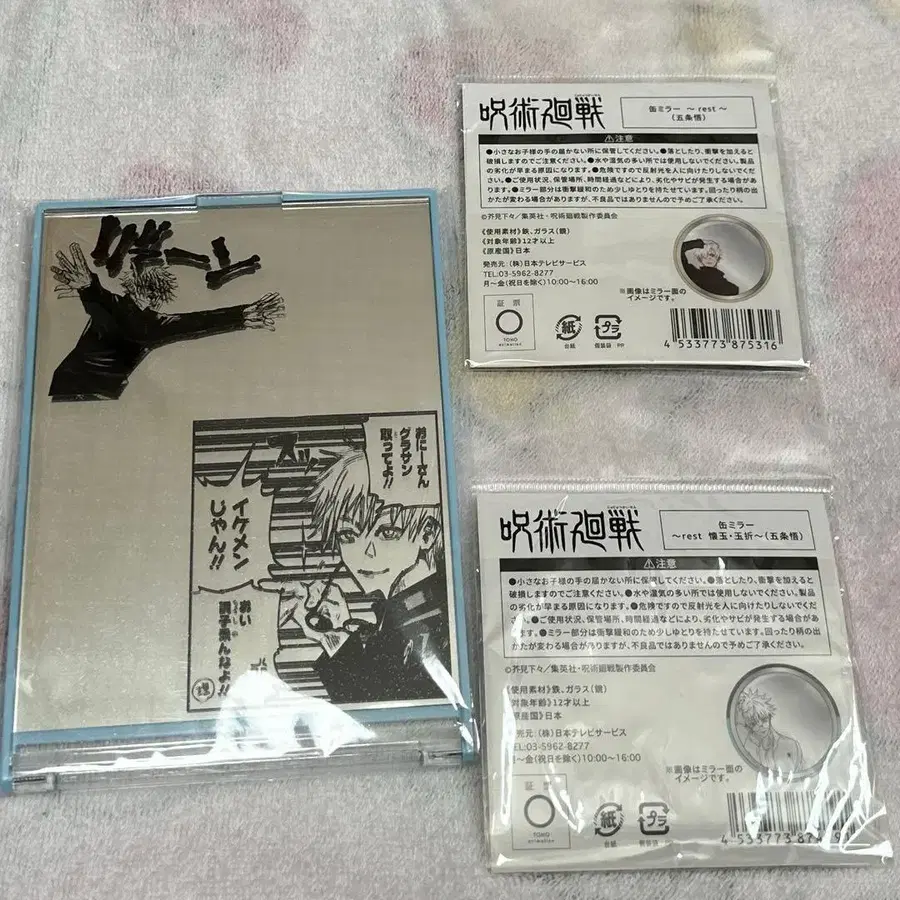 リボーン
おにーさん
グラサン
取ってよ!!
ズッ
イケメン
じゃん!!
おい
調子乗んなよ!!
呪術廻戦
缶ミラー ～rest～
(五条悟)
⚠注意
●小さなお子様の手の届かない所に保管してください。●落としたり、衝撃を加えると
破損しますのでご注意ください。●水や湿気の多い所では使用しないでください。製品
の劣化が早まる原因になります。●危険ですので反射光を人に向けたりしないでくだ
さい。●ご使用状況、保管場所、時間経過などにより、劣化やサビが発生する場合があり
ます。●ミラー部分は衝撃緩和のため少しゆとりを持たせています。回ったり柄の出
かたが変わる場合がありますが、不良品ではありませんので予めご了承ください。
©芥見下々/集英社・呪術廻戦製作委員会
《使用素材》鉄、ガラス(鏡)
《対象年齢》12才以上
《原産国》日本
発売元:(株)日本テレビサービス
TEL:03-5962-8277
月～金(祝日を除く)10:00～16:00
※画像はミラー面の
イメージです。
証票
TOHO
animation
紙
台紙
プラ
個装袋:PP
4 533773 875316
呪術廻戦
缶ミラー
～rest 懐玉・玉折～(五条悟)
⚠注意
●小さなお子様の手の届かない所に保管してください。●落としたり、衝撃を加えると
破損しますのでご注意ください。●水や湿気の多い所では使用しないでください。製品
の劣化が早まる原因になります。●危険ですので反射光を人に向けたりしないでくださ
い。●ご使用状況、保管場所、時間経過などにより、劣化やサビが発生する場合があります。
●ミラー部分は衝撃緩和のため少しゆとりを持たせています。回ったり柄の出
かたが変わる場合がありますが、不良品ではありませんので予めご了承ください。
©芥見下々/集英社・呪術廻戦製作委員会
《使用素材》鉄、ガラス(鏡)
《対象年齢》12才以上
《原産国》日本
発売元:(株)日本テレビサービス
TEL:03-5962-8277
月～金(祝日を除く)10:00～16:00
※画像はミラー面の
イメージです。
証票
TOHO
animation
紙
台紙
プラ
個装袋:PP
4 533773 87